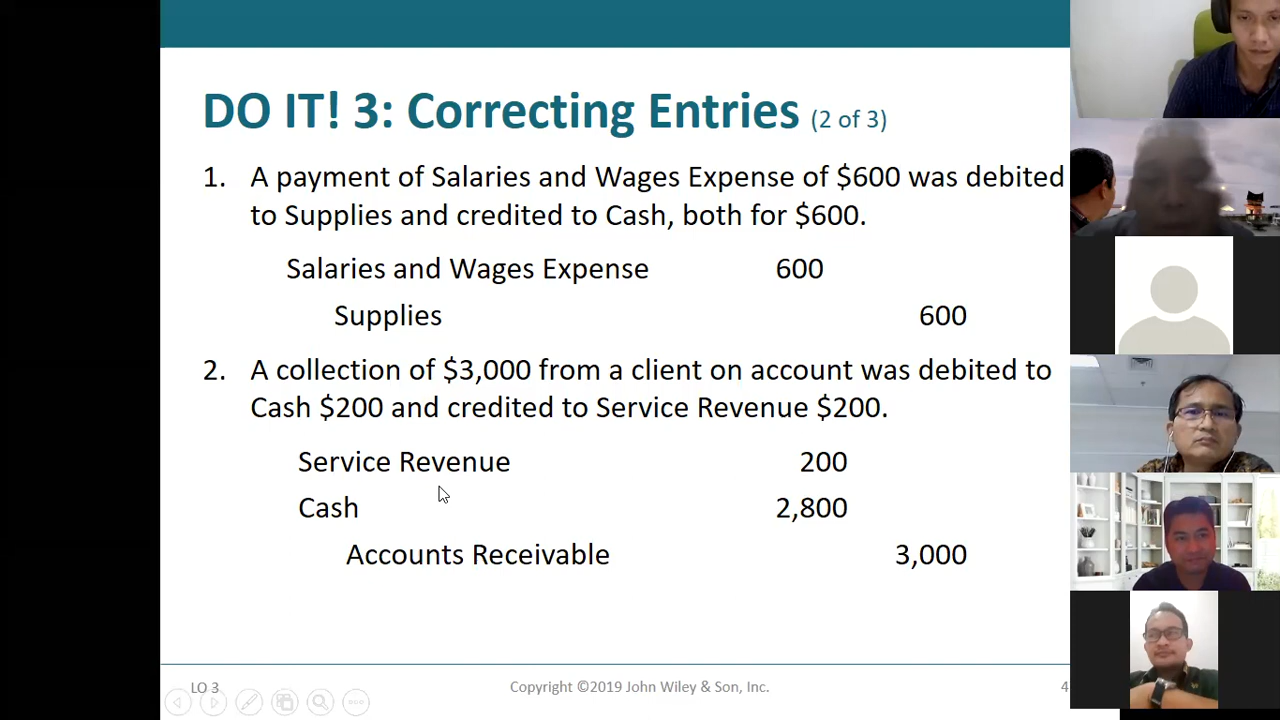 DO IT! 3: Correcting Entries (2 of 3)
1. A payment of Salaries and Wages Expense of $600 was debited
to Supplies and credited to Cash, both for $600.
Salaries and Wages Expense 600
Supplies 600
2. A collection of $3,000 from a client on account was debited to
Cash $200 and credited to Service Revenue $200.
Service Revenue 200
Cash 2,800
Accounts Receivable 3,000
LO 3 Copyright ©2019 John Wiley & Son, Inc. 4